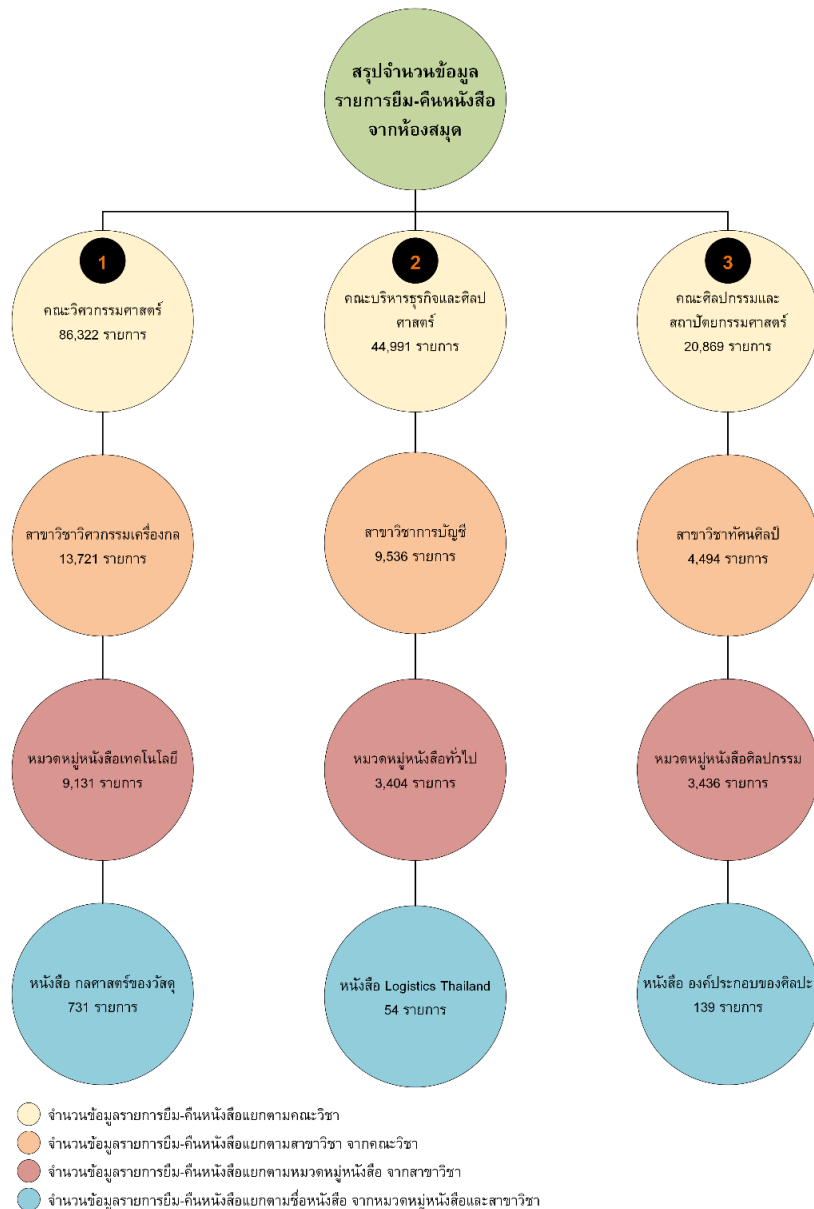 สรุปจำนวนข้อมูล
รายการยืม-คืนหนังสือ
จากห้องสมุด
1
คณะวิศวกรรมศาสตร์
86,322 รายการ
2
คณะบริหารธุรกิจและศิลป
ศาสตร์
44,991 รายการ
3
คณะศิลปกรรมและ
สถาปัตยกรรมศาสตร์
20,869 รายการ
สาขาวิชาวิศวกรรมเครื่องกล
13,721 รายการ
สาขาวิชาการบัญชี
9,536 รายการ
สาขาวิชาทัศนศิลป์
4,494 รายการ
หมวดหมู่หนังสือเทคโนโลยี
9,131 รายการ
หมวดหมู่หนังสือทั่วไป
3,404 รายการ
หมวดหมู่หนังสือศิลปกรรม
3,436 รายการ
หนังสือ กลศาสตร์ของวัสดุ
731 รายการ
หนังสือ Logistics Thailand
54 รายการ
หนังสือ องค์ประกอบของศิลปะ
139 รายการ
จำนวนข้อมูลรายการยืม-คืนหนังสือแยกตามคณะวิชา
จำนวนข้อมูลรายการยืม-คืนหนังสือแยกตามสาขาวิชา จากคณะวิชา
จำนวนข้อมูลรายการยืม-คืนหนังสือแยกตามหมวดหมู่หนังสือ จากสาขาวิชา
จำนวนข้อมูลรายการยืม-คืนหนังสือแยกตามชื่อหนังสือ จากหมวดหมู่หนังสือและสาขาวิชา